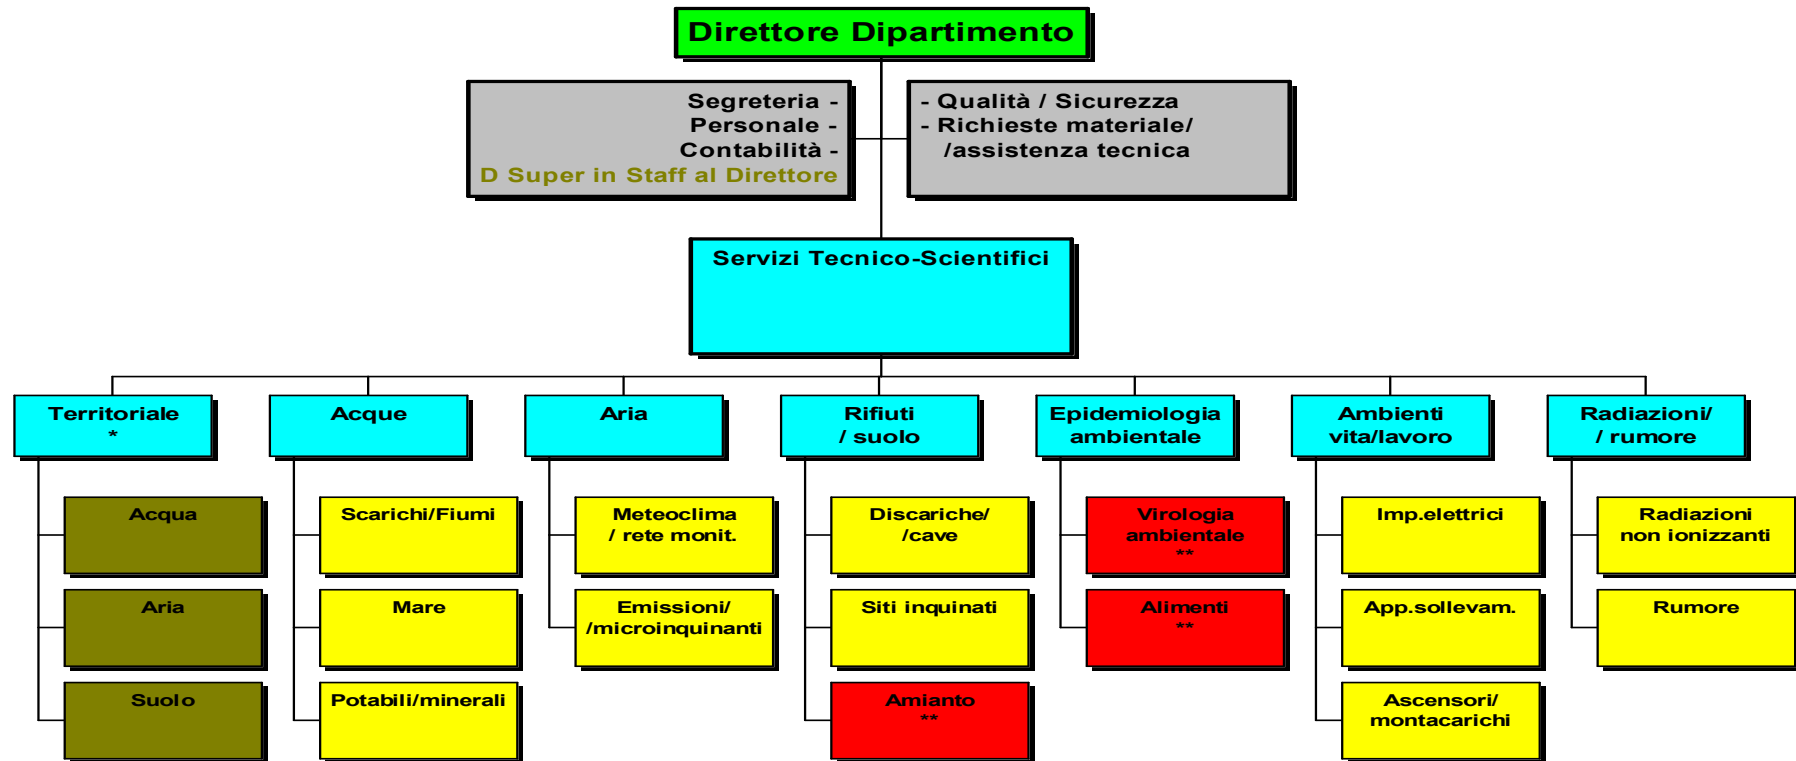 Direttore Dipartimento
Segreteria -
Personale -
Contabilità -
D Super in Staff al Direttore
- Qualità / Sicurezza
- Richieste materiale/
/assistenza tecnica
Servizi Tecnico-Scientifici
Territoriale
*
Acqua
Aria
Suolo
Acque
Scarichi/Fiumi
Mare
Potabili/minerali
Aria
Meteoclima
/ rete monit.
Emissioni/
/microinquinanti
Rifiuti
/ suolo
Discariche/
/cave
Siti inquinati
Amianto
**
Epidemiologia
ambientale
Virologia
ambientale
**
Alimenti
**
Ambienti
vita/lavoro
Imp.elettrici
App.sollevam.
Ascensori/
montacarichi
Radiazioni/
/ rumore
Radiazioni
non ionizzanti
Rumore